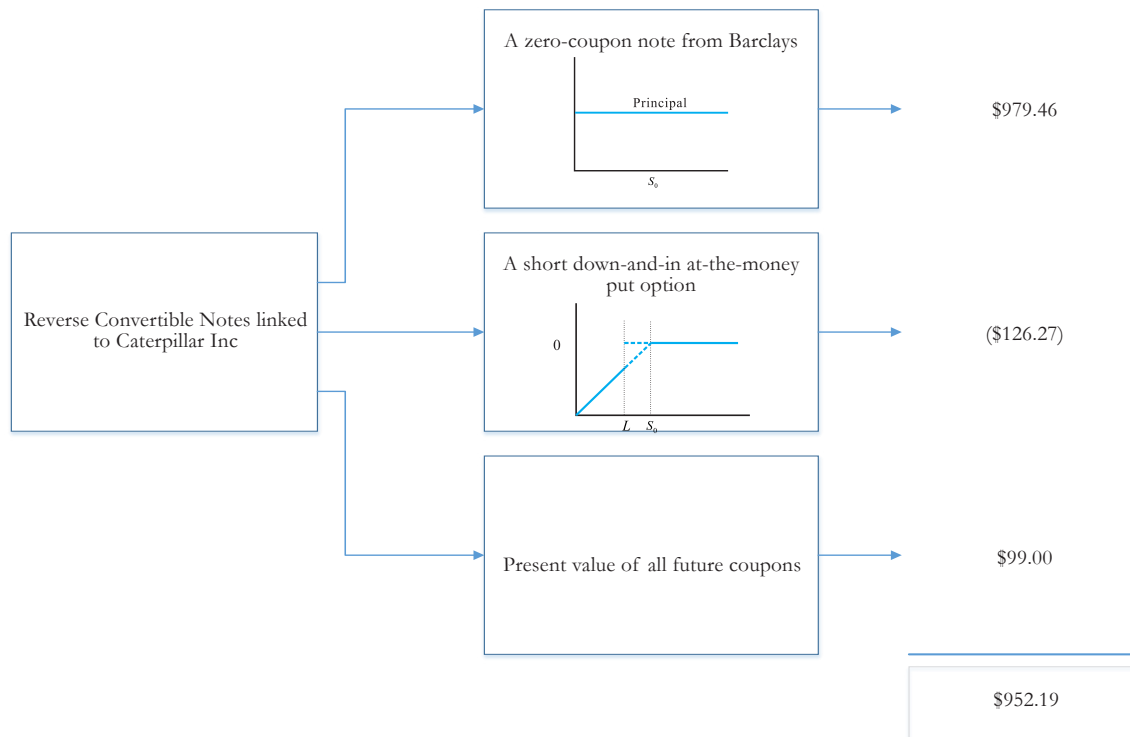 A zero-coupon note from Barclays
Principal
S₀
$979.46
Reverse Convertible Notes linked
to Caterpillar Inc
A short down-and-in at-the-money
put option
0
L S₀
($126.27)
Present value of all future coupons
$99.00
$952.19